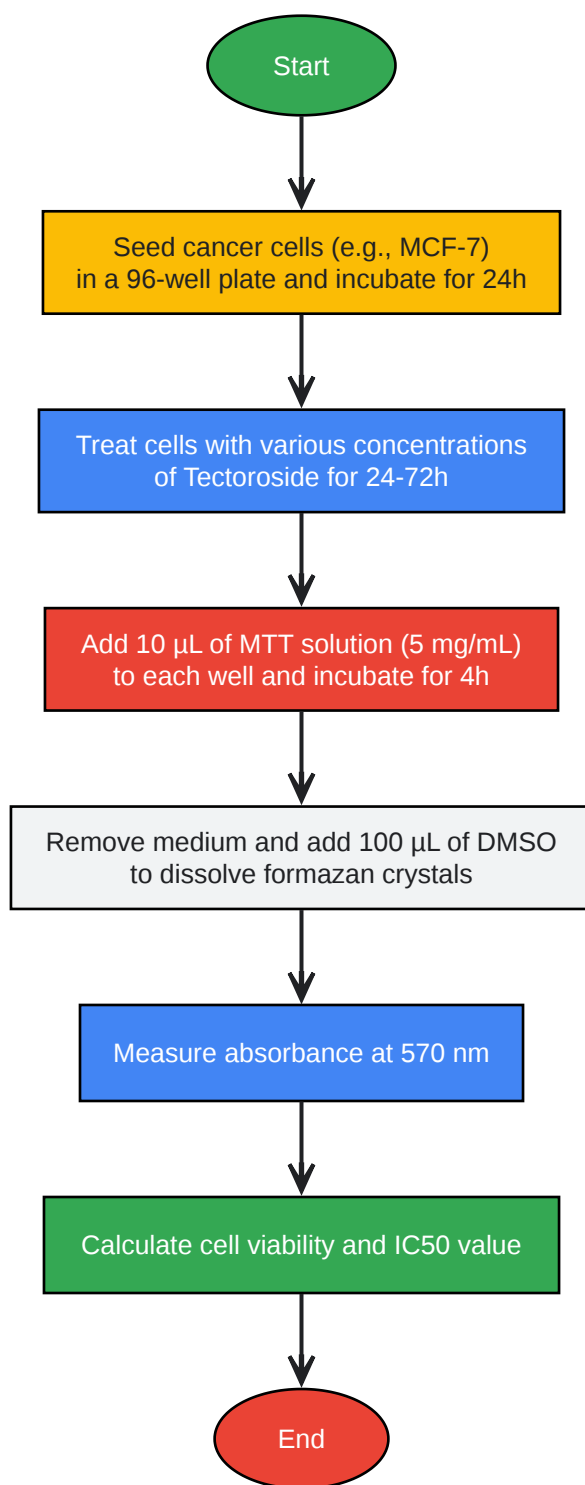 Start
Seed cancer cells (e.g., MCF-7)
in a 96-well plate and incubate for 24h
Treat cells with various concentrations
of Tectoroside for 24-72h
Add 10 µL of MTT solution (5 mg/mL)
to each well and incubate for 4h
Remove medium and add 100 µL of DMSO
to dissolve formazan crystals
Measure absorbance at 570 nm
Calculate cell viability and IC50 value
End